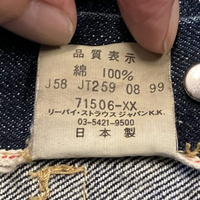 品質表示
綿 100%
J58 JT259 08 99
71506-XX
リーバイ・ストラウス ジャパンK.K.
03-5421-9500
日本製